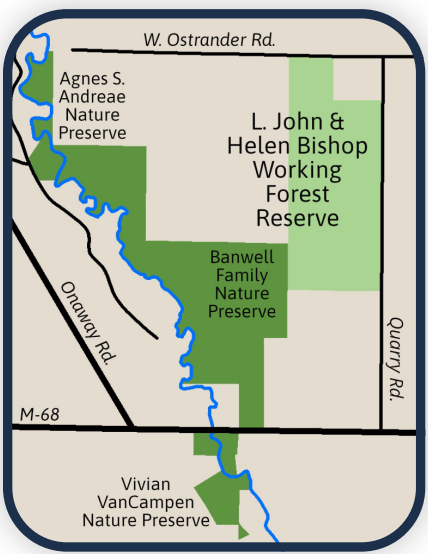 W. Ostrander Rd.
Agnes S.
Andreae
Nature
Preserve
L. John &
Helen Bishop
Working
Forest
Reserve
Banwell
Family
Nature
Preserve
Onaway Rd.
Quarry Rd.
M-68
Vivian
VanCampen
Nature Preserve